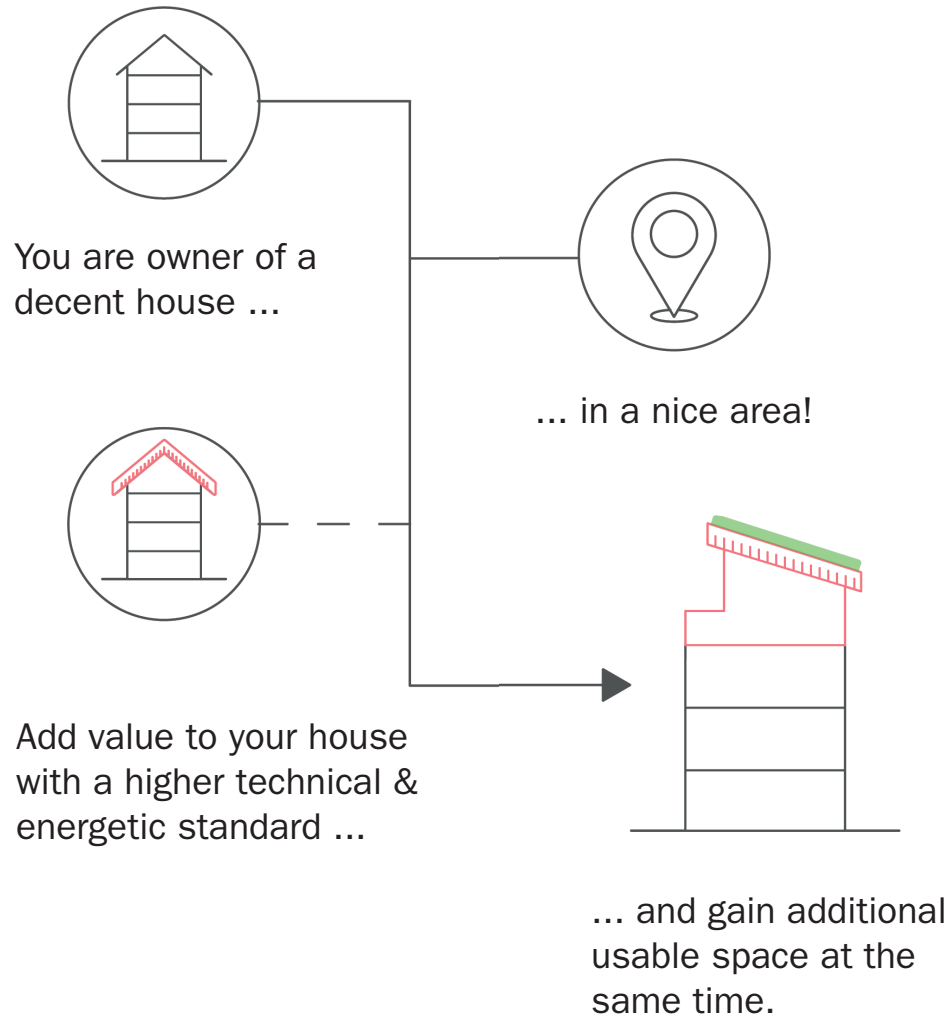 You are owner of a
decent house ...
... in a nice area!
Add value to your house
with a higher technical &
energetic standard ...
... and gain additional
usable space at the
same time.